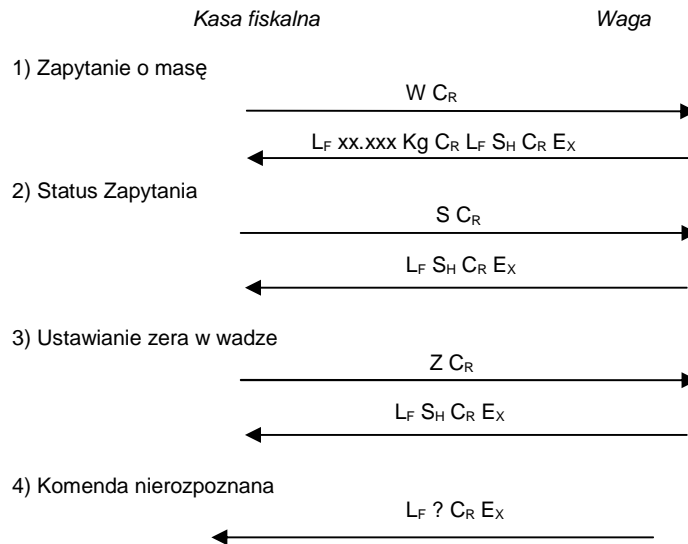 Kasa fiskalna Waga
1) Zapytanie o masę
W CR
LF xx.xxx Kg CR LF SH CR EX
2) Status Zapytania
S CR
LF SH CR EX
3) Ustawianie zera w wadze
Z CR
LF SH CR EX
4) Komenda nierozpoznana
LF ? CR EX